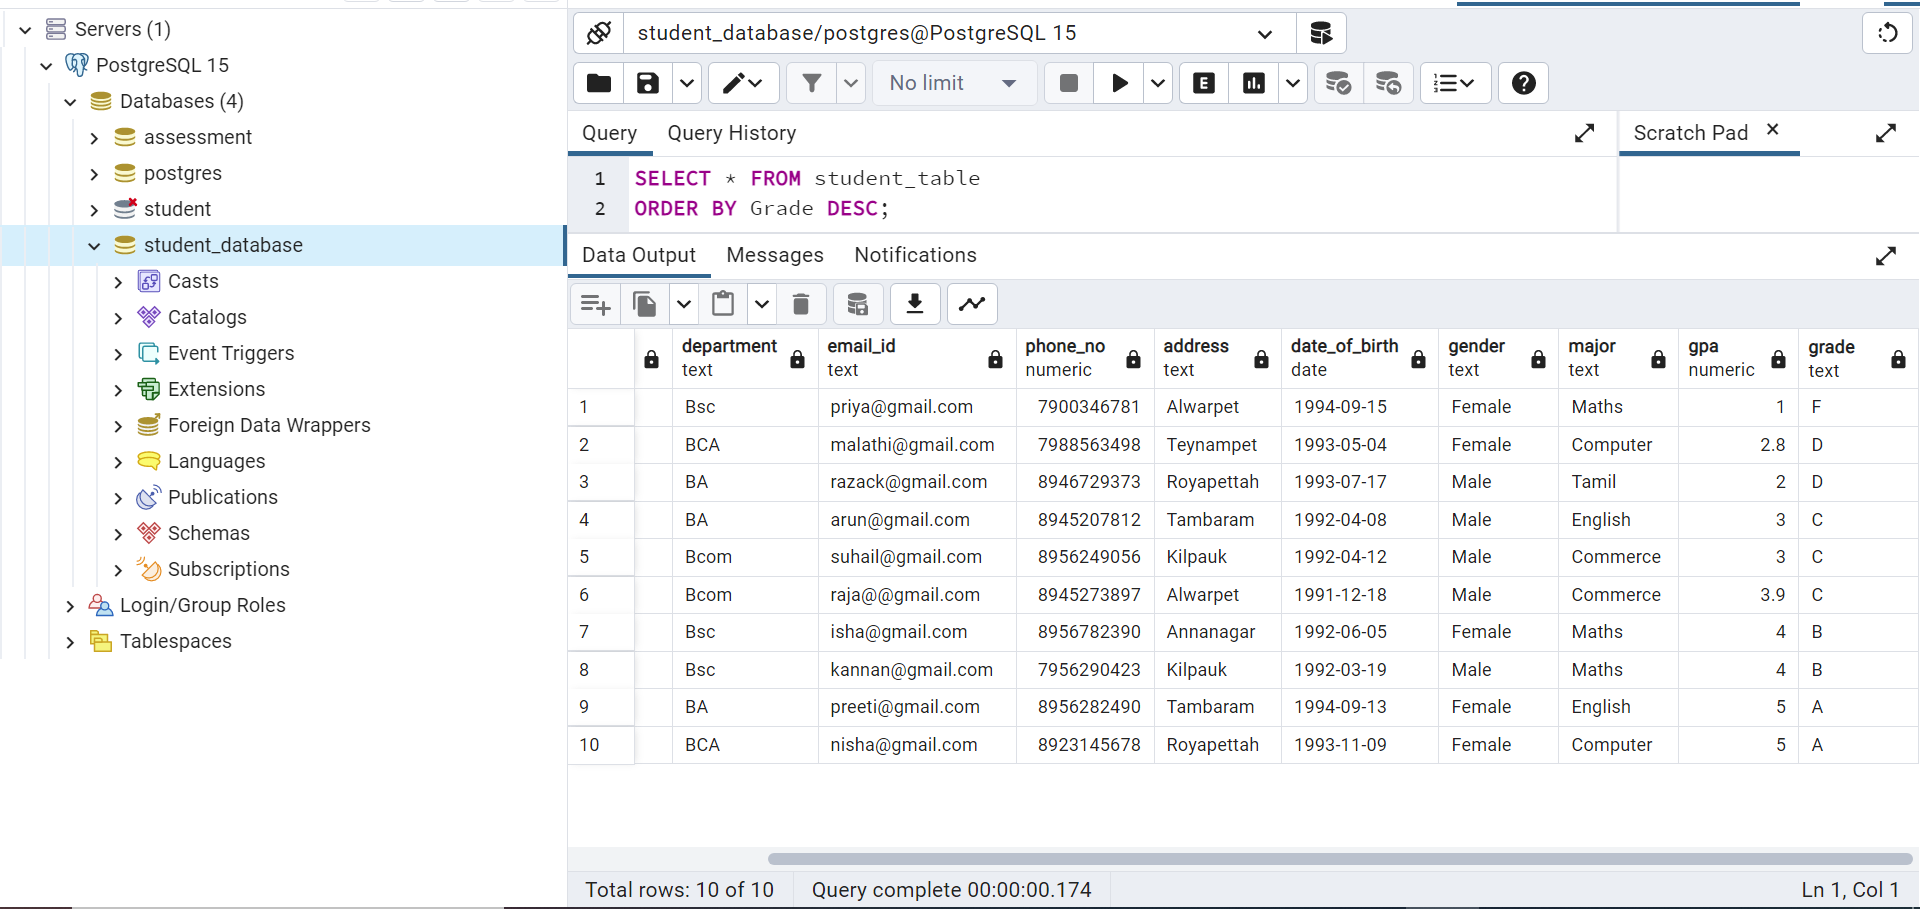 Servers (1)
PostgreSQL 15
Databases (4)
assessment
postgres
student
student_database
Casts
Catalogs
Event Triggers
Extensions
Foreign Data Wrappers
Languages
Publications
Schemas
Subscriptions
Login/Group Roles
Tablespaces
student_database/postgres@PostgreSQL 15
No limit
E
Query Query History
Scratch Pad
1 SELECT * FROM student_table
2 ORDER BY Grade DESC;
Data Output Messages Notifications
department email_id phone_no address date_of_birth gender major gpa grade
text text numeric text date text text numeric text
1 Bsc priya@gmail.com 7900346781 Alwarpet 1994-09-15 Female Maths 1 F
2 BCA malathi@gmail.com 7988563498 Teynampet 1993-05-04 Female Computer 2.8 D
3 BA razack@gmail.com 8946729373 Royapettah 1993-07-17 Male Tamil 2 D
4 BA arun@gmail.com 8945207812 Tambaram 1992-04-08 Male English 3 C
5 Bcom suhail@gmail.com 8956249056 Kilpauk 1992-04-12 Male Commerce 3 C
6 Bcom raja@@gmail.com 8945273897 Alwarpet 1991-12-18 Male Commerce 3.9 C
7 Bsc isha@gmail.com 8956782390 Annanagar 1992-06-05 Female Maths 4 B
8 Bsc kannan@gmail.com 7956290423 Kilpauk 1992-03-19 Male Maths 4 B
9 BA preeti@gmail.com 8956282490 Tambaram 1994-09-13 Female English 5 A
10 BCA nisha@gmail.com 8923145678 Royapettah 1993-11-09 Female Computer 5 A
Total rows: 10 of 10 Query complete 00:00:00.174 Ln 1, Col 1